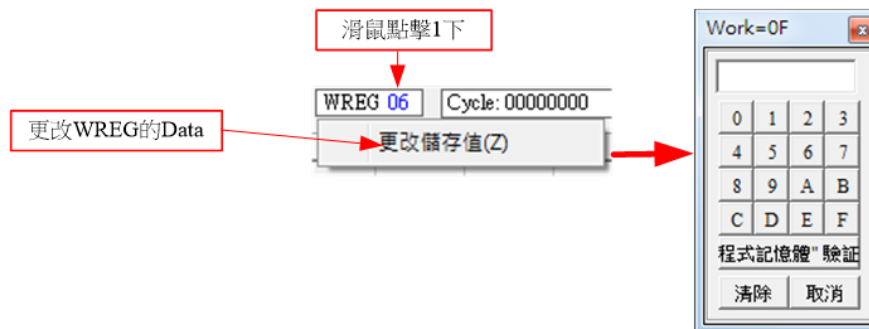 滑鼠點擊1下
Work=0F
WREG 06
Cycle: 00000000
更改WREG的Data
更改儲存值(Z)
0 1 2 3
4 5 6 7
8 9 A B
C D E F
程式記憶體" 驗証
清除 取消